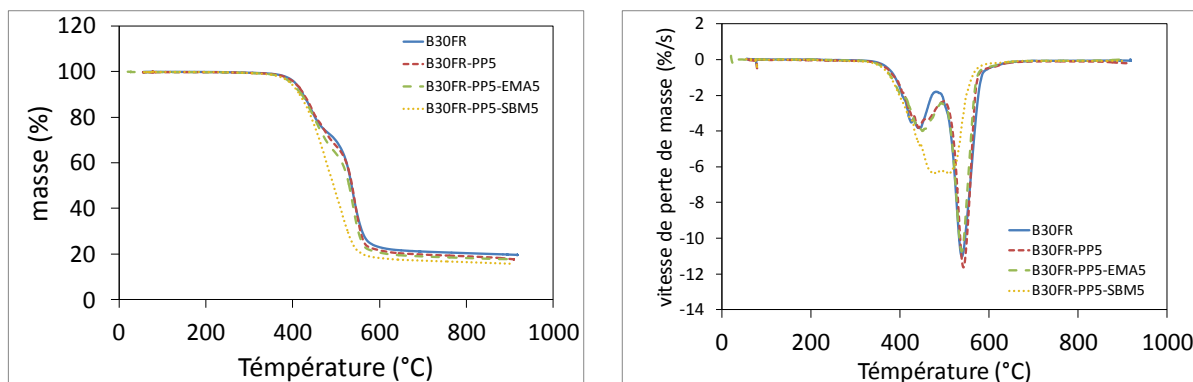 120
100
80
60
40
20
0
masse (%)
0 200 400 600 800 1000
Témpérature (°C)
B30FR
B30FR-PP5
B30FR-PP5-EMA5
B30FR-PP5-SBM5
2
0
-2
-4
-6
-8
-10
-12
-14
vitesse de perte de masse (%/s)
0 200 400 600 800 1000
Témpérature (°C)
B30FR
B30FR-PP5
B30FR-PP5-EMA5
B30FR-PP5-SBM5